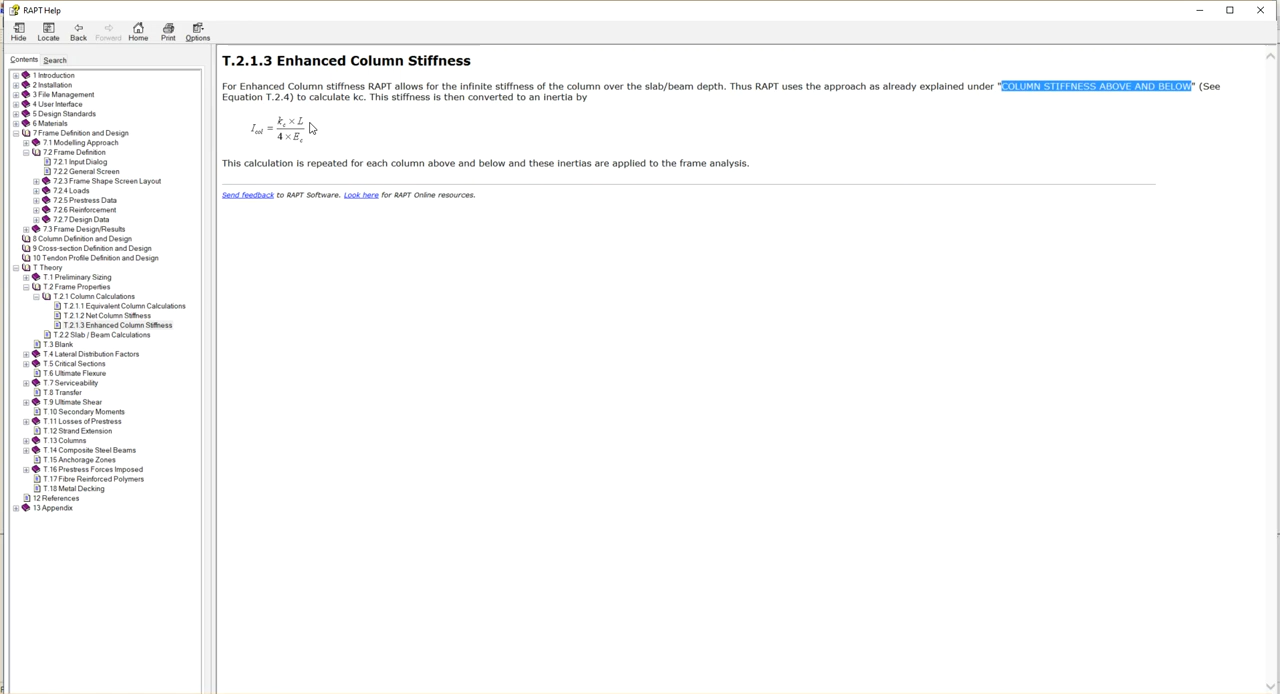 RAPT Help
Hide Locate Back Forward Home Print Options
Contents Search
1 Introduction
2 Installation
3 File Management
4 User Interface
5 Design Standards
6 Materials
7 Frame Definition and Design
7.1 Modelling Approach
7.2 Frame Definition
7.2.1 Input Dialog
7.2.2 General Screen
7.2.3 Frame Shape Screen Layout
7.2.4 Loads
7.2.5 Prestress Data
7.2.6 Reinforcement
7.2.7 Design Data
7.3 Frame Design/Results
8 Column Definition and Design
9 Cross-section Definition and Design
10 Tendon Profile Definition and Design
T Theory
T.1 Preliminary Sizing
T.2 Frame Properties
T.2.1 Column Calculations
T.2.1.1 Equivalent Column Calculations
T.2.1.2 Net Column Stiffness
T.2.1.3 Enhanced Column Stiffness
T.2.2 Slab / Beam Calculations
T.3 Blank
T.4 Lateral Distribution Factors
T.5 Critical Sections
T.6 Ultimate Flexure
T.7 Serviceability
T.8 Transfer
T.9 Ultimate Shear
T.10 Secondary Moments
T.11 Losses of Prestress
T.12 Strand Extension
T.13 Columns
T.14 Composite Steel Beams
T.15 Anchorage Zones
T.16 Prestress Forces Imposed
T.17 Fibre Reinforced Polymers
T.18 Metal Decking
12 References
13 Appendix
T.2.1.3 Enhanced Column Stiffness
For Enhanced Column stiffness RAPT allows for the infinite stiffness of the column over the slab/beam depth. Thus RAPT uses the approach as already explained under "COLUMN STIFFNESS ABOVE AND BELOW" (See
Equation T.2.4) to calculate kc. This stiffness is then converted to an inertia by
I_col = (k_c × L) / (4 × E_c)
This calculation is repeated for each column above and below and these inertias are applied to the frame analysis.
Send feedback to RAPT Software. Look here for RAPT Online resources.